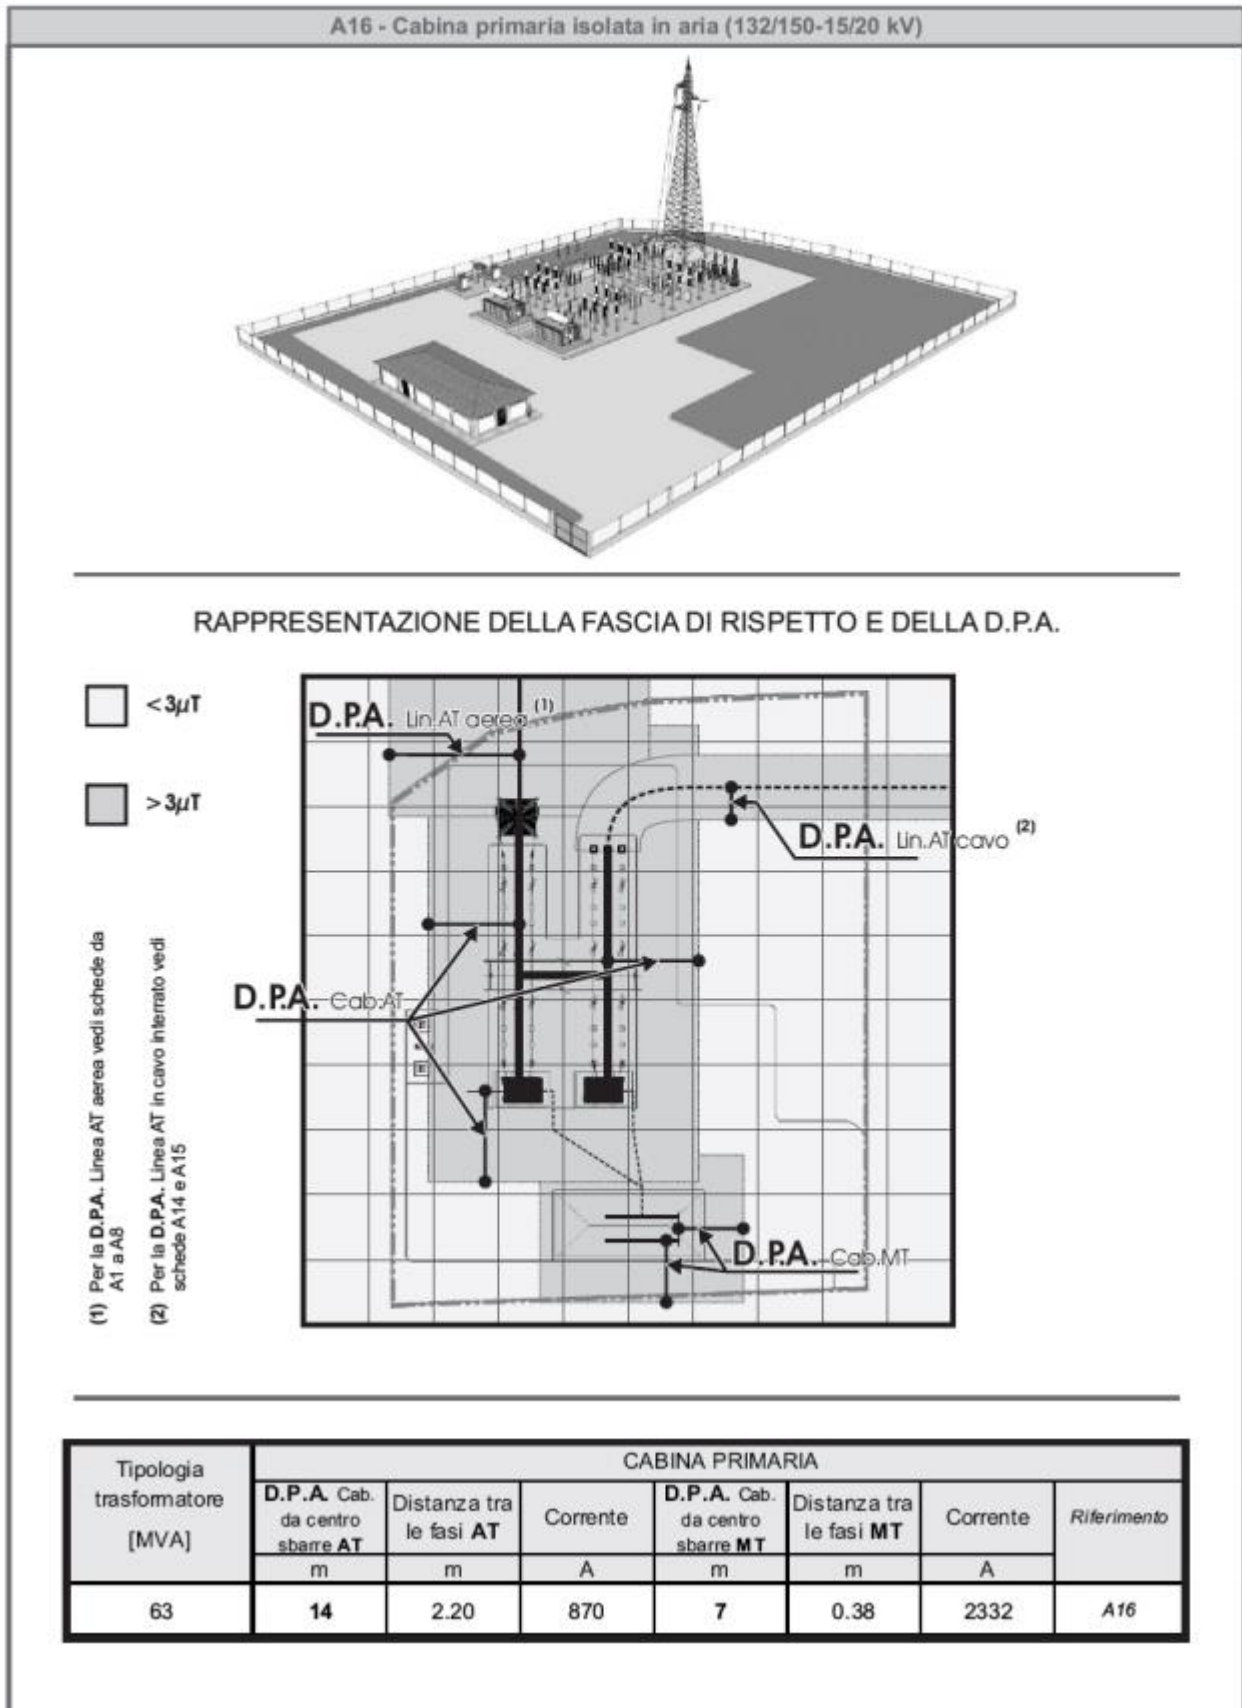 A16 - Cabina primaria isolata in aria (132/150-15/20 kV)
RAPPRESENTAZIONE DELLA FASCIA DI RISPETTO E DELLA D.P.A.
<3µT
>3µT
D.P.A. Lin.AT aerea (1)
D.P.A. Lin.AT cavo (2)
D.P.A. Cab.AT
D.P.A. Cab.MT
(1) Per la D.P.A. Linea AT aerea vedi schede da
A1 a A8
(2) Per la D.P.A. Linea AT in cavo interrato vedi
schede A14 e A15
Tipologia
trasformatore
[MVA]
CABINA PRIMARIA
D.P.A. Cab.
da centro
sbarre AT
Distanza tra
le fasi AT
Corrente
D.P.A. Cab.
da centro
sbarre MT
Distanza tra
le fasi MT
Corrente
Riferimento
m m A m m A
63 14 2.20 870 7 0.38 2332 A16